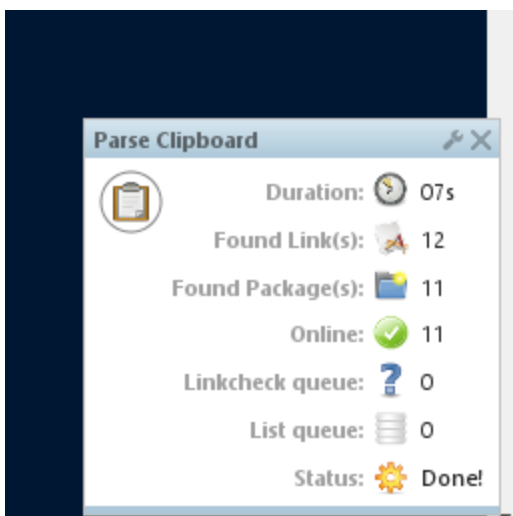 Parse Clipboard
Duration: 07s
Found Link(s): 12
Found Package(s): 11
Online: 11
Linkcheck queue: 0
List queue: 0
Status: Done!